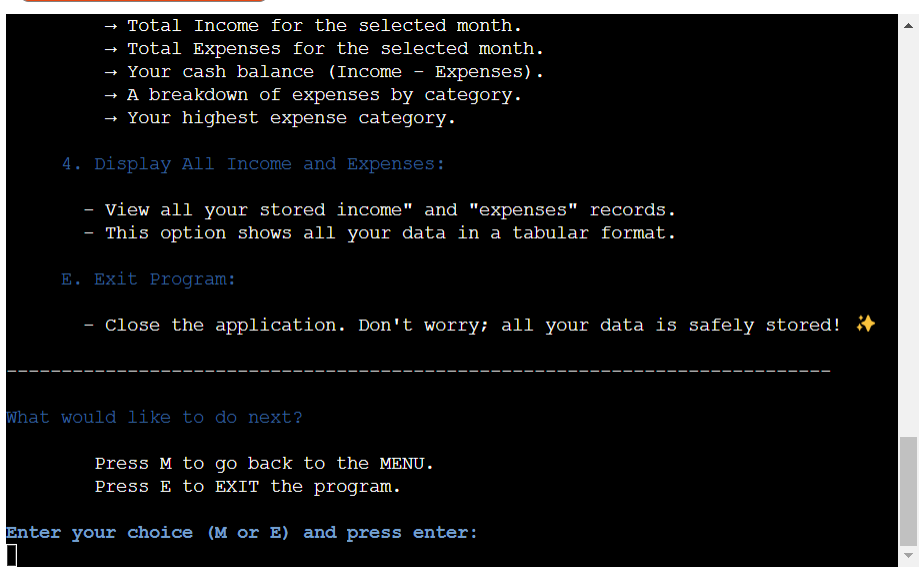 → Total Income for the selected month.
→ Total Expenses for the selected month.
→ Your cash balance (Income - Expenses).
→ A breakdown of expenses by category.
→ Your highest expense category.
4. Display All Income and Expenses:
- View all your stored income" and "expenses" records.
- This option shows all your data in a tabular format.
E. Exit Program:
- Close the application. Don't worry; all your data is safely stored! ✨
---------------------------------------------------------------------------
What would like to do next?
Press M to go back to the MENU.
Press E to EXIT the program.
Enter your choice (M or E) and press enter: